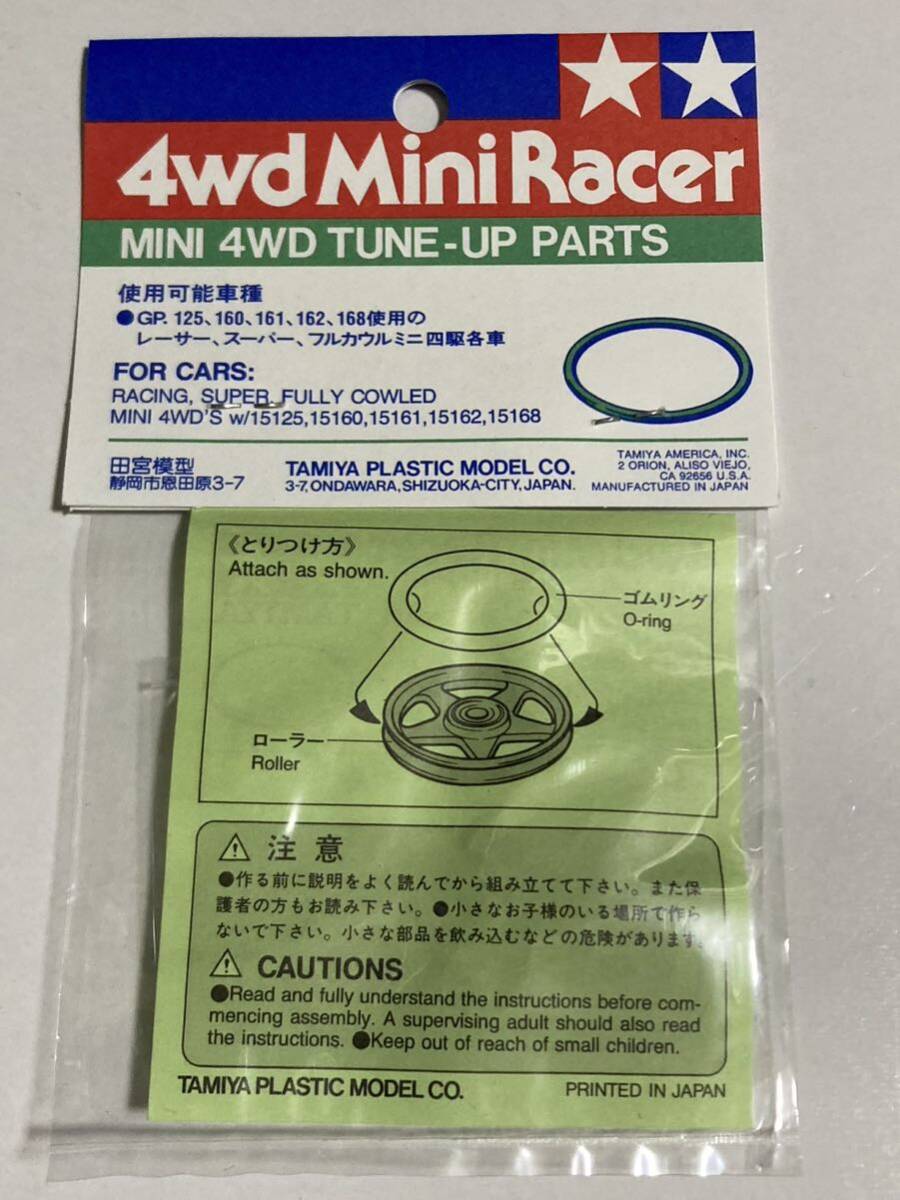 4wd Mini Racer
MINI 4WD TUNE-UP PARTS
使用可能車種
●GP. 125、160、161、162、168使用の
レーサー、スーパー、フルカウルミニ四駆各車
FOR CARS:
RACING, SUPER, FULLY COWLED
MINI 4WD'S w/15125,15160,15161,15162,15168
田宮模型
静岡市恩田原3-7
TAMIYA PLASTIC MODEL CO.
3-7, ONDAWARA, SHIZUOKA-CITY, JAPAN.
TAMIYA AMERICA, INC.
2 ORION, ALISO VIEJO,
CA 92656 U.S.A.
MANUFACTURED IN JAPAN
《とりつけ方》
Attach as shown.
ゴムリング
O-ring
ローラー
Roller
⚠ 注意
●作る前に説明をよく読んでから組み立てて下さい。また保
護者の方もお読み下さい。●小さなお子様のいる場所で作ら
ないで下さい。小さな部品を飲み込むなどの危険があります。
⚠ CAUTIONS
●Read and fully understand the instructions before com-
mencing assembly. A supervising adult should also read
the instructions. ●Keep out of reach of small children.
TAMIYA PLASTIC MODEL CO.
PRINTED IN JAPAN